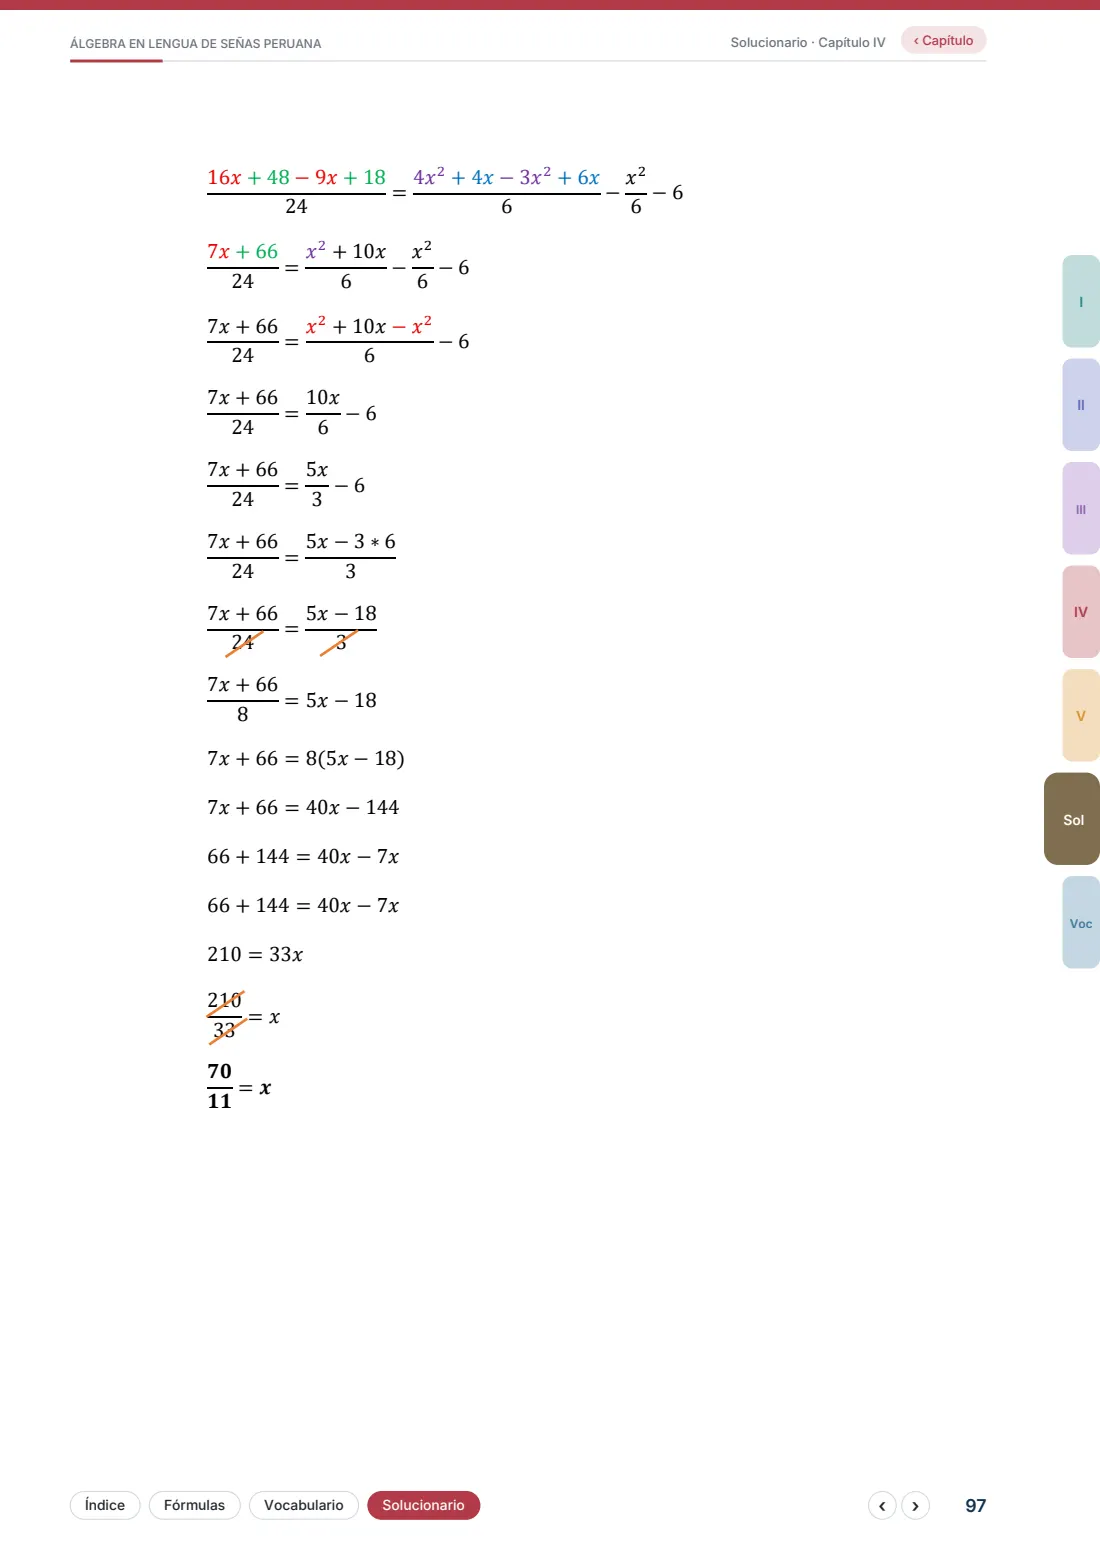 ÁLGEBRA EN LENGUA DE SEÑAS PERUANA
Solucionario · Capítulo IV
‹ Capítulo
(16x + 48 − 9x + 18)/24 = (4x² + 4x − 3x² + 6x)/6 − x²/6 − 6
(7x + 66)/24 = (x² + 10x)/6 − x²/6 − 6
(7x + 66)/24 = (x² + 10x − x²)/6 − 6
(7x + 66)/24 = 10x/6 − 6
(7x + 66)/24 = 5x/3 − 6
(7x + 66)/24 = (5x − 3 ∗ 6)/3
(7x + 66)/24 = (5x − 18)/3
(7x + 66)/8 = 5x − 18
7x + 66 = 8(5x − 18)
7x + 66 = 40x − 144
66 + 144 = 40x − 7x
66 + 144 = 40x − 7x
210 = 33x
210/33 = x
70/11 = x
I
II
III
IV
V
Sol
Voc
Índice
Fórmulas
Vocabulario
Solucionario
‹ ›
97